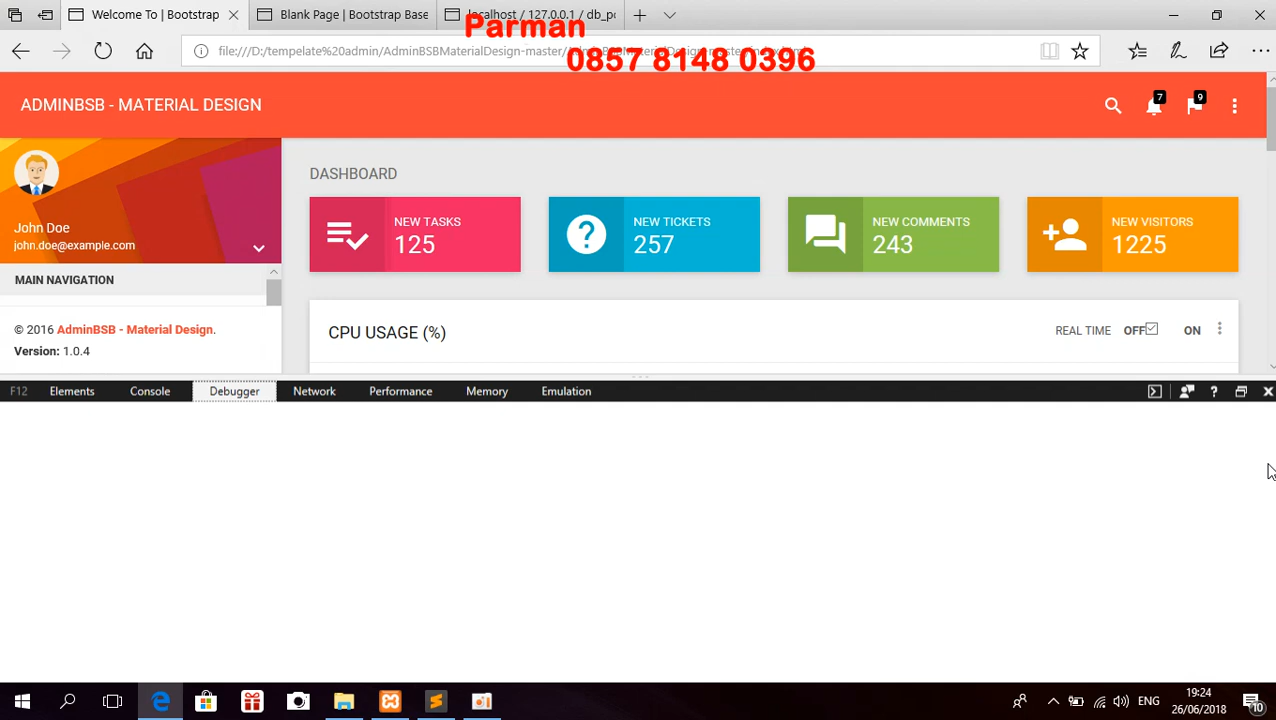 Welcome To | Bootstrap
Blank Page | Bootstrap Base
localhost / 127.0.0.1 / db_po
Parman
0857 8148 0396
file:///D:/tempelate%20admin/AdminBSBMaterialDesign-master/
ADMINBSB - MATERIAL DESIGN
7
9
John Doe
john.doe@example.com
MAIN NAVIGATION
© 2016 AdminBSB - Material Design.
Version: 1.0.4
DASHBOARD
NEW TASKS
125
NEW TICKETS
257
NEW COMMENTS
243
NEW VISITORS
1225
CPU USAGE (%)
REAL TIME OFF ON
F12 Elements Console Debugger Network Performance Memory Emulation
ENG
19:24
26/06/2018
10